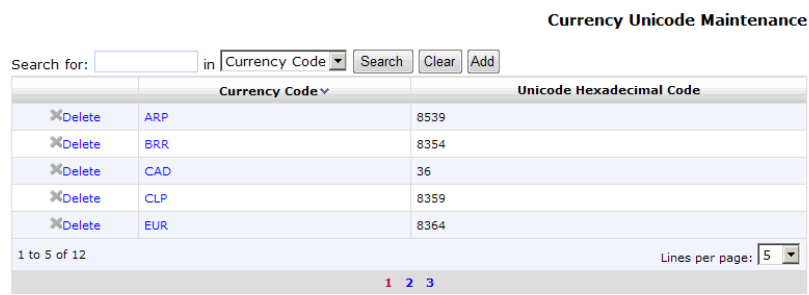 Currency Unicode Maintenance
Search for: in Currency Code Search Clear Add
Currency Code Unicode Hexadecimal Code
Delete ARP 8539
Delete BRR 8354
Delete CAD 36
Delete CLP 8359
Delete EUR 8364
1 to 5 of 12 Lines per page: 5
1 2 3